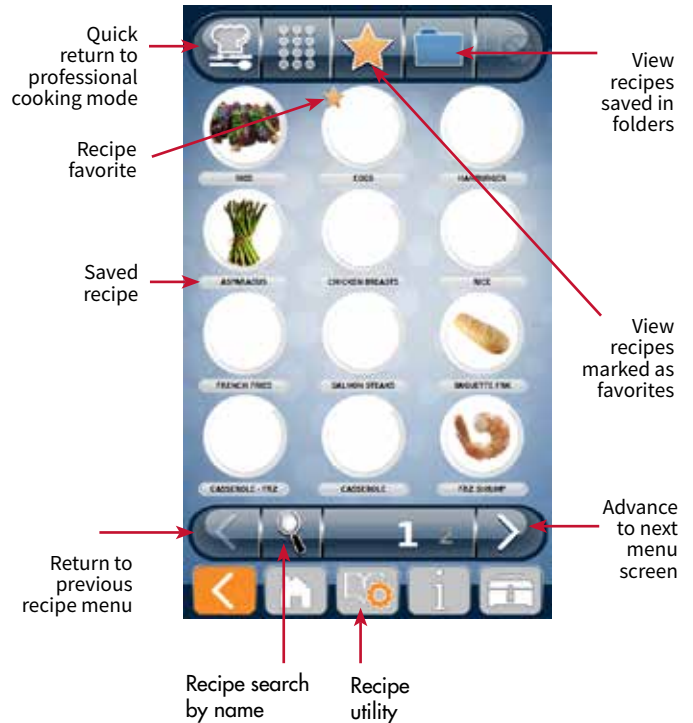 Quick
return to
professional
cooking mode
View
recipes
saved in
folders
Recipe
favorite
RIBS
EGGS
HAMBURGER
Saved
recipe
ASPARAGUS
CHICKEN BREASTS
RICE
View
recipes
marked as
favorites
FRENCH FRIES
SALMON STEAKS
BAGUETTE FRK
CASSEROLE - FRZ
CASSEROLE
FRZ SHRIMP
Advance
to next
menu
screen
1 2
Return to
previous
recipe menu
i
Recipe search
by name
Recipe
utility